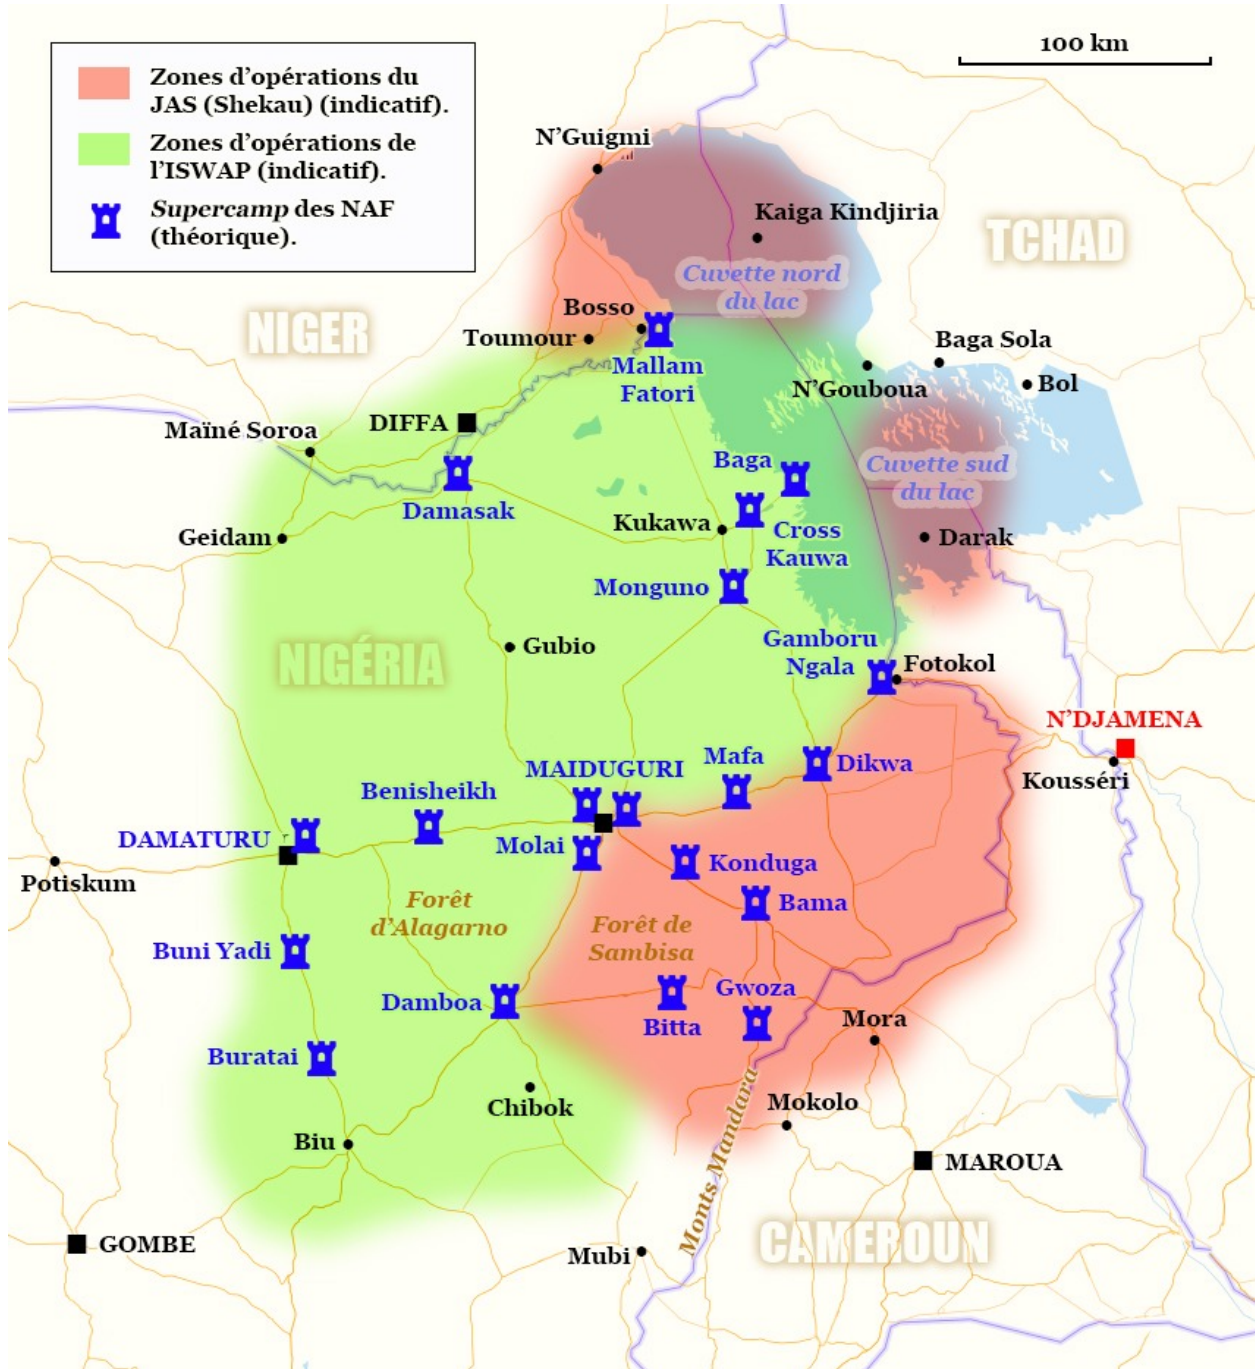 Zones d'opérations du
JAS (Shekau) (indicatif).
Zones d'opérations de
l'ISWAP (indicatif).
Supercamp des NAF
(théorique).
100 km
N'Guigmi
Kaiga Kindjiria
TCHAD
Cuvette nord
du lac
NIGER
Bosso
Toumour
Mallam
Fatori
Baga Sola
N'Gouboua
Bol
DIFFA
Maïné Soroa
Baga
Cuvette sud
du lac
Damasak
Geidam
Kukawa
Cross
Kauwa
Darak
Monguno
NIGÉRIA
Gubio
Gamboru
Ngala
Fotokol
N'DJAMENA
Kousséri
MAIDUGURI
Mafa
Dikwa
Benisheikh
DAMATURU
Molai
Konduga
Potiskum
Forêt
d'Alagarno
Bama
Forêt de
Sambisa
Buni Yadi
Damboa
Gwoza
Bitta
Mora
Buratai
Chibok
Mokolo
Biu
Monts Mandara
MAROUA
GOMBE
Mubi
CAMEROUN